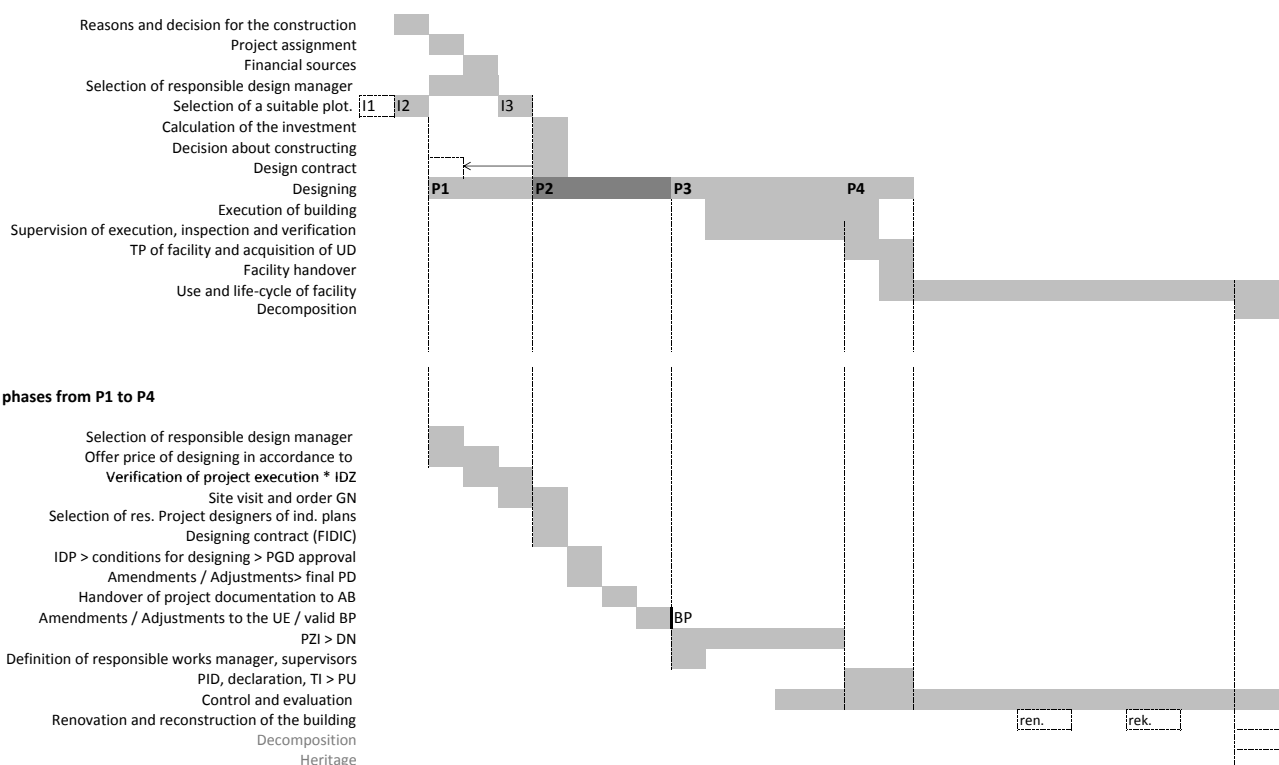 Reasons and decision for the construction
Project assignment
Financial sources
Selection of responsible design manager
Selection of a suitable plot. I1 I2 I3
Calculation of the investment
Decision about constructing
Design contract
Designing P1 P2 P3 P4
Execution of building
Supervision of execution, inspection and verification
TP of facility and acquisition of UD
Facility handover
Use and life-cycle of facility
Decomposition
phases from P1 to P4
Selection of responsible design manager
Offer price of designing in accordance to
Verification of project execution * IDZ
Site visit and order GN
Selection of res. Project designers of ind. plans
Designing contract (FIDIC)
IDP > conditions for designing > PGD approval
Amendments / Adjustments> final PD
Handover of project documentation to AB
Amendments / Adjustments to the UE / valid BP BP
PZI > DN
Definition of responsible works manager, supervisors
PID, declaration, TI > PU
Control and evaluation
Renovation and reconstruction of the building ren. rek.
Decomposition
Heritage